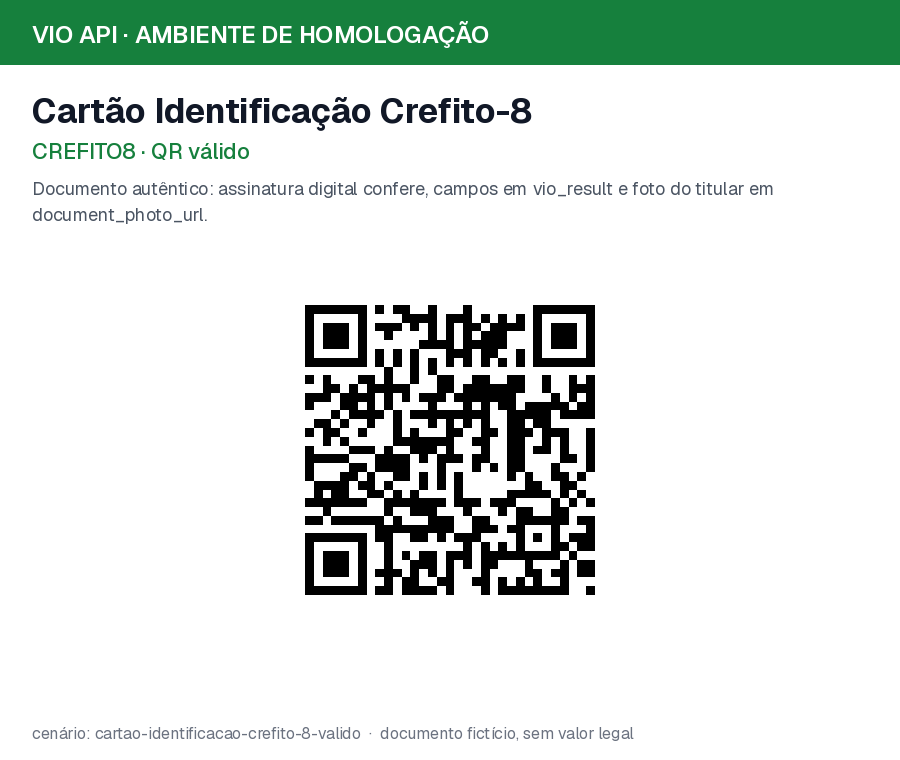 VIO API · AMBIENTE DE HOMOLOGAÇÃO
Cartão Identificação Crefito-8
CREFITO8 · QR válido
Documento autêntico: assinatura digital confere, campos em vio_result e foto do titular em
document_photo_url.
cenário: cartao-identificacao-crefito-8-valido · documento fictício, sem valor legal